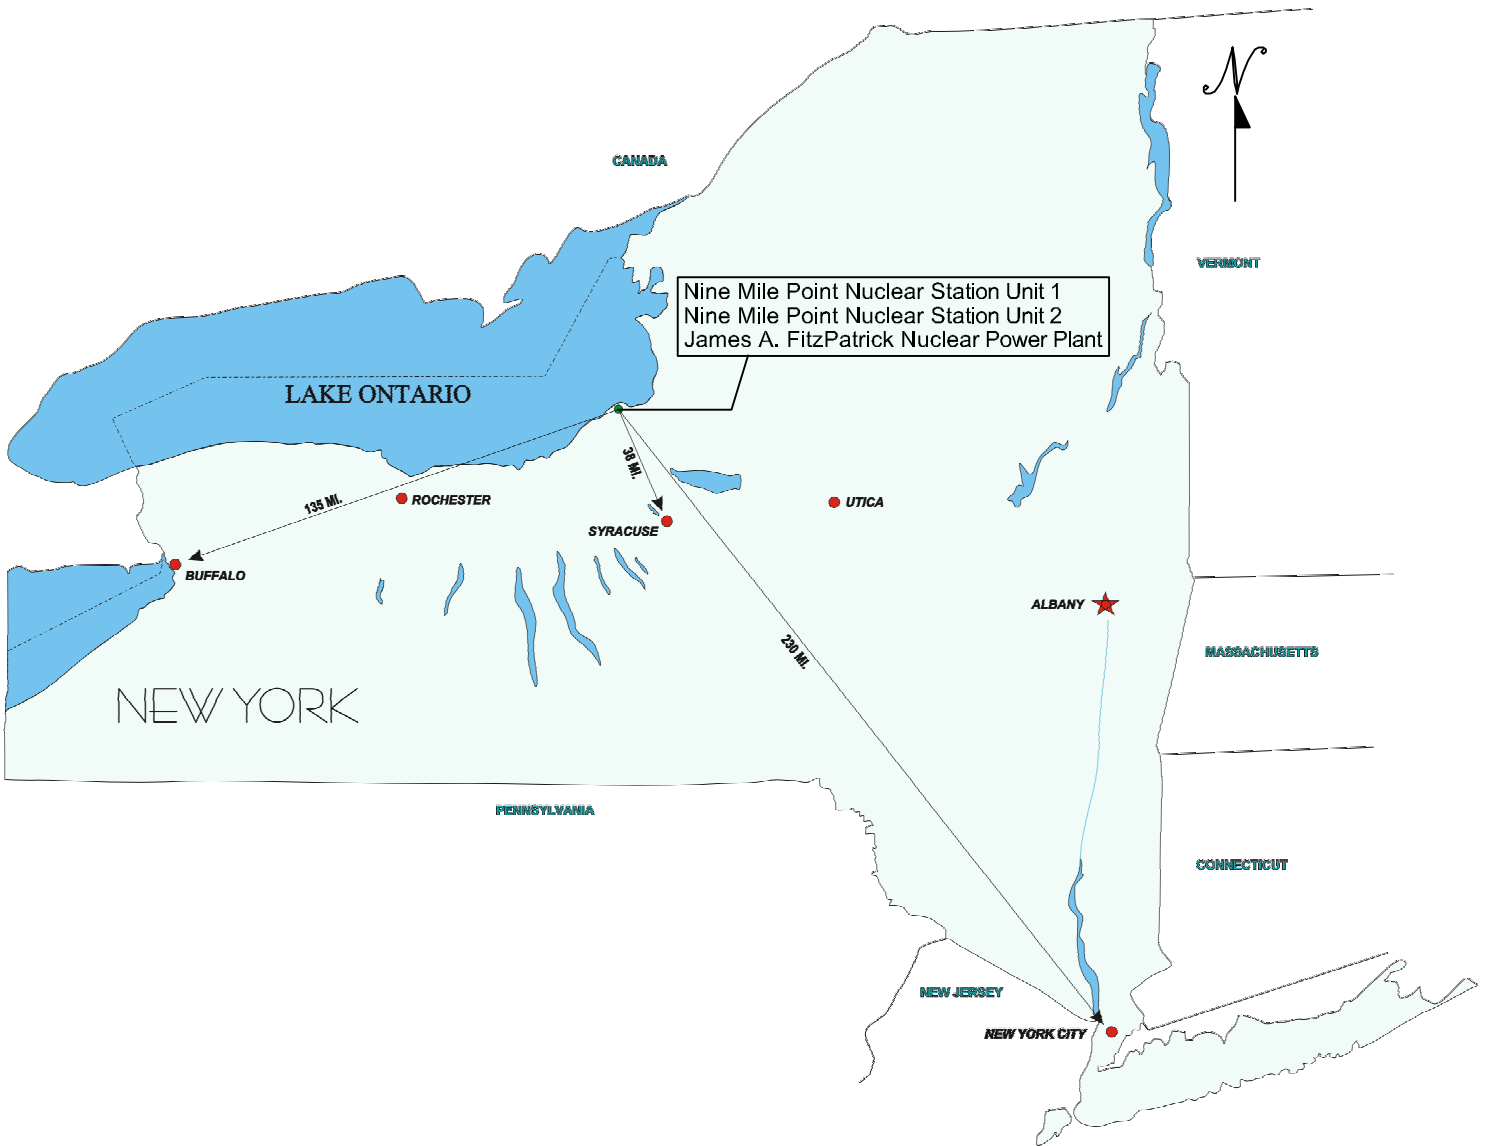 N
CANADA
VERMONT
Nine Mile Point Nuclear Station Unit 1
Nine Mile Point Nuclear Station Unit 2
James A. FitzPatrick Nuclear Power Plant
LAKE ONTARIO
38 MI.
135 MI.
ROCHESTER
UTICA
SYRACUSE
BUFFALO
ALBANY
230 MI.
MASSACHUSETTS
NEW YORK
PENNSYLVANIA
CONNECTICUT
NEW JERSEY
NEW YORK CITY